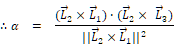 ∴ α = (L⃗₂ × L⃗₁) · (L⃗₂ × L⃗₃) / ||L⃗₂ × L⃗₁||²